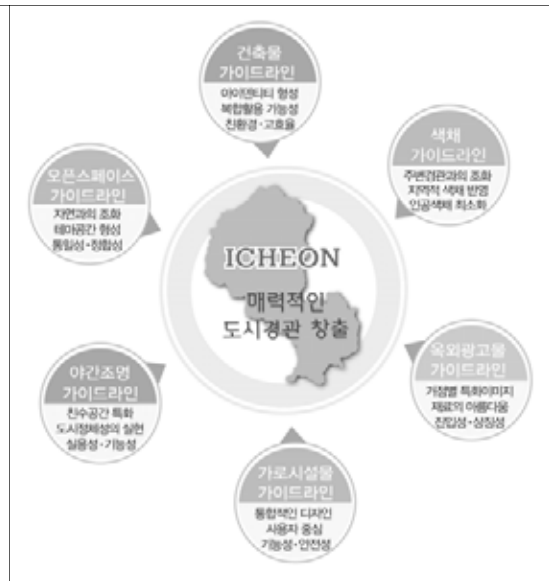 건축물
가이드라인
아이덴티티 형성
복합활용 가능성
친환경·고효율
색채
가이드라인
주변경관과의 조화
지역적 색채 반영
인공색채 최소화
오픈스페이스
가이드라인
자연과의 조화
테마공간 형성
통일성·정합성
ICHEON
매력적인
도시경관 창출
옥외광고물
가이드라인
거점별 특화이미지
재료의 아름다움
진입성·상징성
야간조명
가이드라인
친수공간 특화
도시정체성의 실현
실용성·기능성
가로시설물
가이드라인
통합적인 디자인
사용자 중심
기능성·안전성